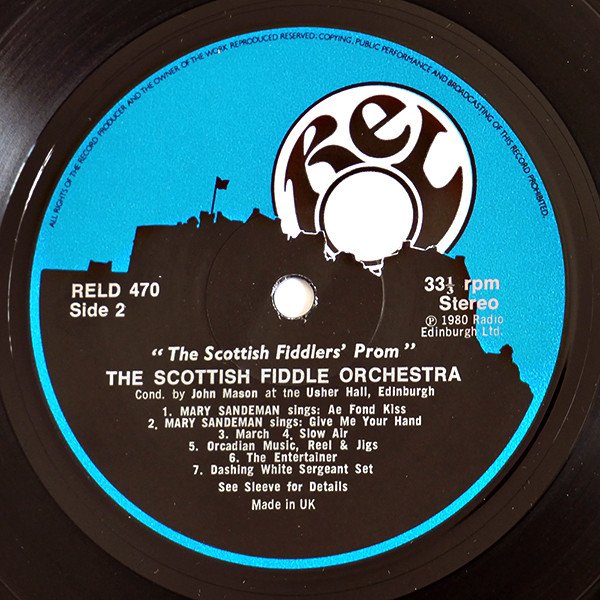 ALL RIGHTS OF THE RECORD PRODUCER AND THE OWNER OF THE WORK REPRODUCED RESERVED; COPYING, PUBLIC PERFORMANCE AND BROADCASTING OF THIS RECORD PROHIBITED.
ReL
RELD 470
Side 2
33⅓ rpm
Stereo
℗ 1980 Radio
Edinburgh Ltd.
"The Scottish Fiddlers' Prom"
THE SCOTTISH FIDDLE ORCHESTRA
Cond. by John Mason at the Usher Hall, Edinburgh
1. MARY SANDEMAN sings: Ae Fond Kiss
2. MARY SANDEMAN sings: Give Me Your Hand
3. March 4. Slow Air
5. Orcadian Music, Reel & Jigs
6. The Entertainer
7. Dashing White Sergeant Set
See Sleeve for Details
Made in UK